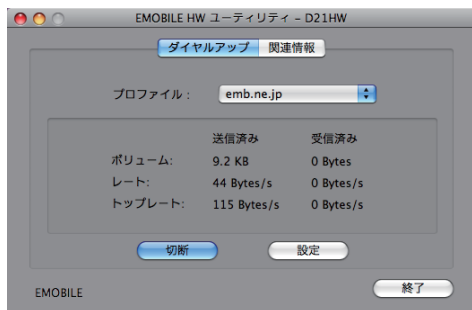 EMOBILE HW ユーティリティ – D21HW
ダイヤルアップ 関連情報
プロファイル : emb.ne.jp
送信済み 受信済み
ボリューム: 9.2 KB 0 Bytes
レート: 44 Bytes/s 0 Bytes/s
トップレート: 115 Bytes/s 0 Bytes/s
切断 設定
EMOBILE 終了